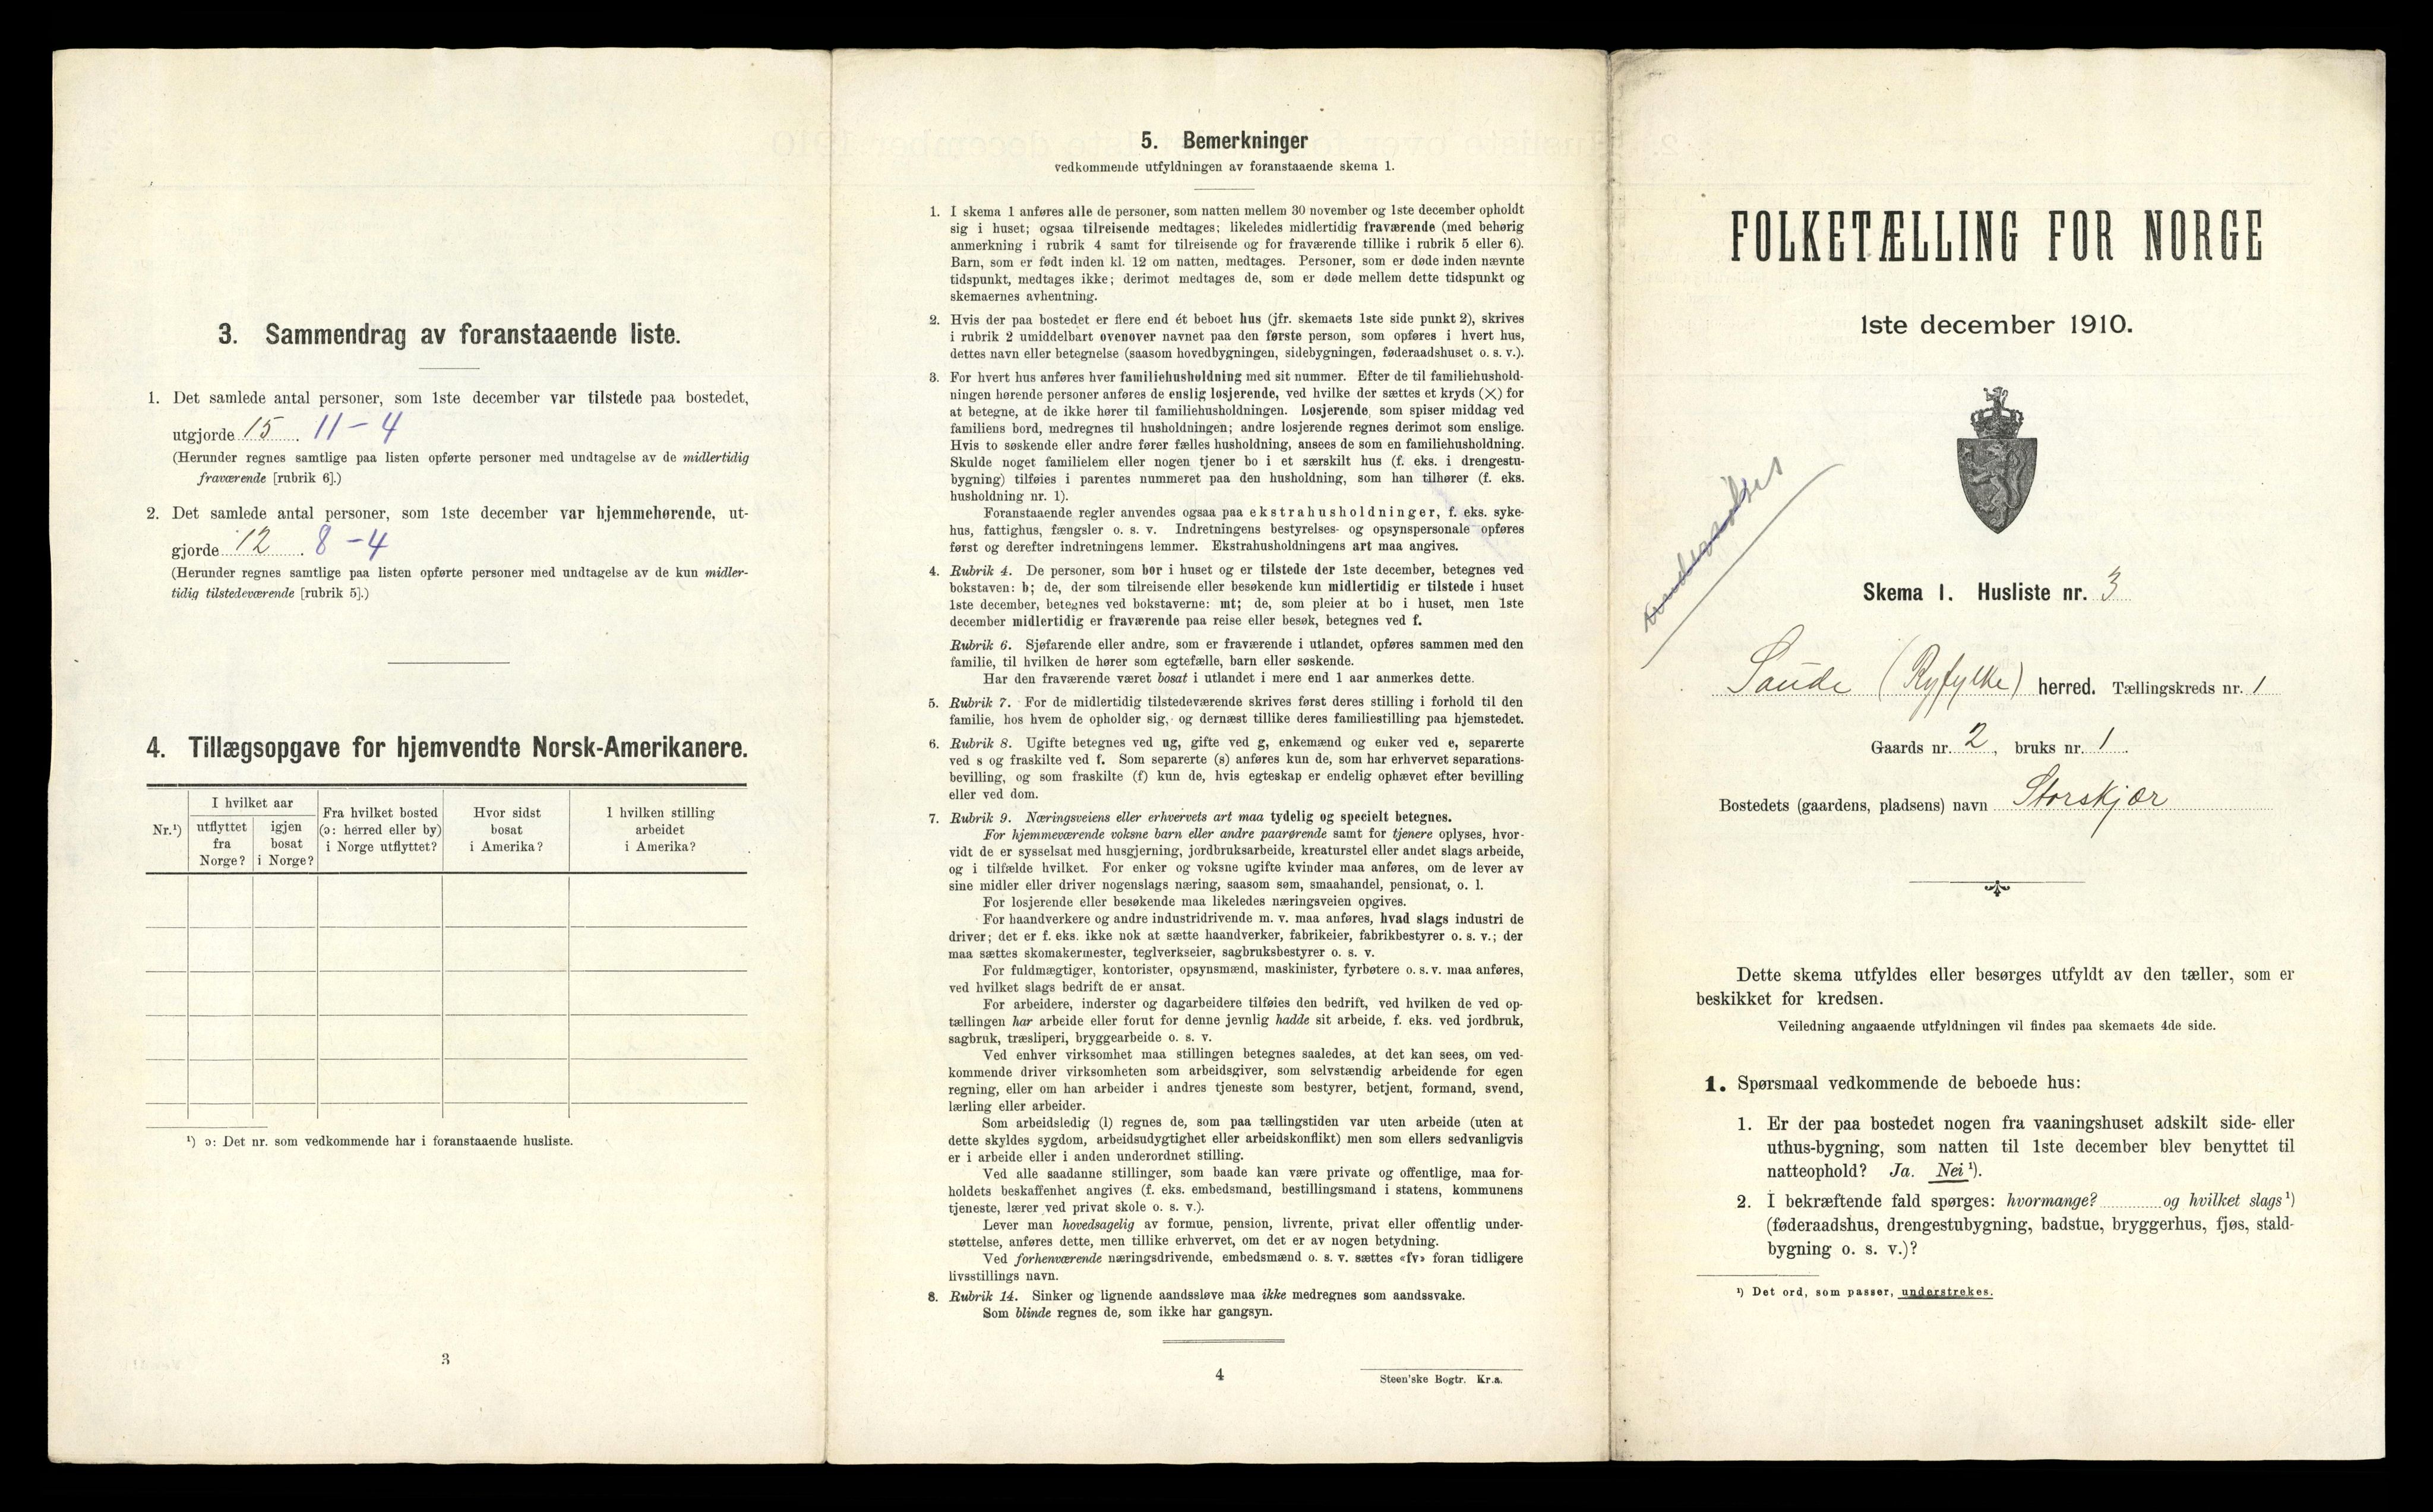 3. Sammendrag av foranstaaende liste.
1. Det samlede antal personer, som 1ste december var tilstede paa bostedet,
utgjorde 15. 11-4
(Herunder regnes samtlige paa listen opførte personer med undtagelse av de midlertidig
fraværende [rubrik 6].)
2. Det samlede antal personer, som 1ste december var hjemmehørende, ut-
gjorde 12. 8-4
(Herunder regnes samtlige paa listen opførte personer med undtagelse av de kun midler-
tidig tilstedeværende [rubrik 5].)
4. Tillægsopgave for hjemvendte Norsk-Amerikanere.
Nr.¹)
I hvilket aar
utflyttet
fra
Norge?
igjen
bosat
i Norge?
Fra hvilket bosted
(ɔ: herred eller by)
i Norge utflyttet?
Hvor sidst
bosat
i Amerika?
I hvilken stilling
arbeidet
i Amerika?
¹) ɔ: Det nr. som vedkommende har i foranstaaende husliste.
3
5. Bemerkninger
vedkommende utfyldningen av foranstaaende skema 1.
1. I skema 1 anføres alle de personer, som natten mellem 30 november og 1ste december opholdt
sig i huset; ogsaa tilreisende medtages; likeledes midlertidig fraværende (med behørig
anmerkning i rubrik 4 samt for tilreisende og for fraværende tillike i rubrik 5 eller 6).
Barn, som er født inden kl. 12 om natten, medtages. Personer, som er døde inden nævnte
tidspunkt, medtages ikke; derimot medtages de, som er døde mellem dette tidspunkt og
skemaernes avhentning.
2. Hvis der paa bostedet er flere end ét beboet hus (jfr. skemaets 1ste side punkt 2), skrives
i rubrik 2 umiddelbart ovenover navnet paa den første person, som opføres i hvert hus,
dettes navn eller betegnelse (saasom hovedbygningen, sidebygningen, føderaadshuset o. s. v.).
3. For hvert hus anføres hver familiehusholdning med sit nummer. Efter de til familiehushold-
ningen hørende personer anføres de enslig losjerende, ved hvilke der sættes et kryds (×) for
at betegne, at de ikke hører til familiehusholdningen. Losjerende, som spiser middag ved
familiens bord, medregnes til husholdningen; andre losjerende regnes derimot som enslige.
Hvis to søskende eller andre fører fælles husholdning, ansees de som en familiehusholdning.
Skulde noget familielem eller nogen tjener bo i et særskilt hus (f. eks. i drengestu-
bygning) tilføies i parentes nummeret paa den husholdning, som han tilhører (f. eks.
husholdning nr. 1).
Foranstaaende regler anvendes ogsaa paa ekstrahusholdninger, f. eks. syke-
hus, fattighus, fængsler o. s. v. Indretningens bestyrelses- og opsynspersonale opføres
først og derefter indretningens lemmer. Ekstrahusholdningens art maa angives.
4. Rubrik 4. De personer, som bor i huset og er tilstede der 1ste december, betegnes ved
bokstaven: b; de, der som tilreisende eller besøkende kun midlertidig er tilstede i huset
1ste december, betegnes ved bokstaverne: mt; de, som pleier at bo i huset, men 1ste
december midlertidig er fraværende paa reise eller besøk, betegnes ved f.
Rubrik 6. Sjøfarende eller andre, som er fraværende i utlandet, opføres sammen med den
familie, til hvilken de hører som egtefælle, barn eller søskende.
Har den fraværende været bosat i utlandet i mere end 1 aar anmerkes dette.
5. Rubrik 7. For de midlertidig tilstedeværende skrives først deres stilling i forhold til den
familie, hos hvem de opholder sig, og dernæst tillike deres familiestilling paa hjemstedet.
6. Rubrik 8. Ugifte betegnes ved ug, gifte ved g, enkemænd og enker ved e, separerte
ved s og fraskilte ved f. Som separerte (s) anføres kun de, som har erhvervet separations-
bevilling, og som fraskilte (f) kun de, hvis egteskap er endelig ophævet efter bevilling
eller ved dom.
7. Rubrik 9. Næringsveiens eller erhvervets art maa tydelig og specielt betegnes.
For hjemmeværende voksne barn eller andre paarørende samt for tjenere oplyses, hvor-
vidt de er sysselsat med husgjerning, jordbruksarbeide, kreaturstel eller andet slags arbeide,
og i tilfælde hvilket. For enker og voksne ugifte kvinder maa anføres, om de lever av
sine midler eller driver nogenslags næring, saasom søm, smaahandel, pensionat, o. l.
For losjerende eller besøkende maa likeledes næringsveien opgives.
For haandverkere og andre industridrivende m. v. maa anføres, hvad slags industri de
driver; det er f. eks. ikke nok at sætte haandverker, fabrikeier, fabrikbestyrer o. s. v.; der
maa sættes skomakermester, teglverkseier, sagbruksbestyrer o. s. v.
For fuldmægtiger, kontorister, opsynsmænd, maskinister, fyrbøtere o. s. v. maa anføres,
ved hvilket slags bedrift de er ansat.
For arbeidere, inderster og dagarbeidere tilføies den bedrift, ved hvilken de ved op-
tællingen har arbeide eller forut for denne jevnlig hadde sit arbeide, f. eks. ved jordbruk,
sagbruk, træsliperi, bryggearbeide o. s. v.
Ved enhver virksomhet maa stillingen betegnes saaledes, at det kan sees, om ved-
kommende driver virksomheten som arbeidsgiver, som selvstændig arbeidende for egen
regning, eller om han arbeider i andres tjeneste som bestyrer, betjent, formand, svend,
lærling eller arbeider.
Som arbeidsledig (l) regnes de, som paa tællingstiden var uten arbeide (uten at
dette skyldes sygdom, arbeidsudygtighet eller arbeidskonflikt) men som ellers sedvanligvis
er i arbeide eller i anden underordnet stilling.
Ved alle saadanne stillinger, som baade kan være private og offentlige, maa for-
holdets beskaffenhet angives (f. eks. embedsmand, bestillingsmand i statens, kommunens
tjeneste, lærer ved privat skole o. s. v.).
Lever man hovedsagelig av formue, pension, livrente, privat eller offentlig under-
støttelse, anføres dette, men tillike erhvervet, om det er av nogen betydning.
Ved forhenværende næringsdrivende, embedsmænd o. s. v. sættes «fv» foran tidligere
livsstillings navn.
8. Rubrik 14. Sinker og lignende aandssløve maa ikke medregnes som aandssvake.
Som blinde regnes de, som ikke har gangsyn.
4
Steen'ske Bogtr. Kr.a.
FOLKETÆLLING FOR NORGE
1ste december 1910.
Skema 1. Husliste nr. 3
Saude (Ryfylke) herred. Tællingskreds nr. 1
Gaards nr. 2, bruks nr. 1.
Bostedets (gaardens, pladsens) navn Storskjær
Dette skema utfyldes eller besørges utfyldt av den tæller, som er
beskikket for kredsen.
Veiledning angaaende utfyldningen vil findes paa skemaets 4de side.
1. Spørsmaal vedkommende de beboede hus:
1. Er der paa bostedet nogen fra vaaningshuset adskilt side- eller
uthus-bygning, som natten til 1ste december blev benyttet til
natteophold? Ja. Nei¹).
2. I bekræftende fald spørges: hvormange? og hvilket slags¹)
(føderaadshus, drengestubygning, badstue, bryggerhus, fjøs, stald-
bygning o. s. v.)?
¹) Det ord, som passer, understrekes.